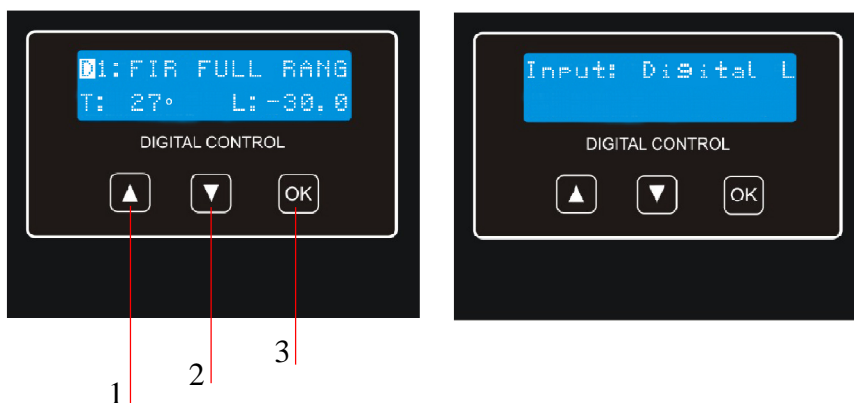 D1:FIR FULL RANG
T: 27° L:-30.0
DIGITAL CONTROL
OK
1
2
3
Input: Digital L
DIGITAL CONTROL
OK